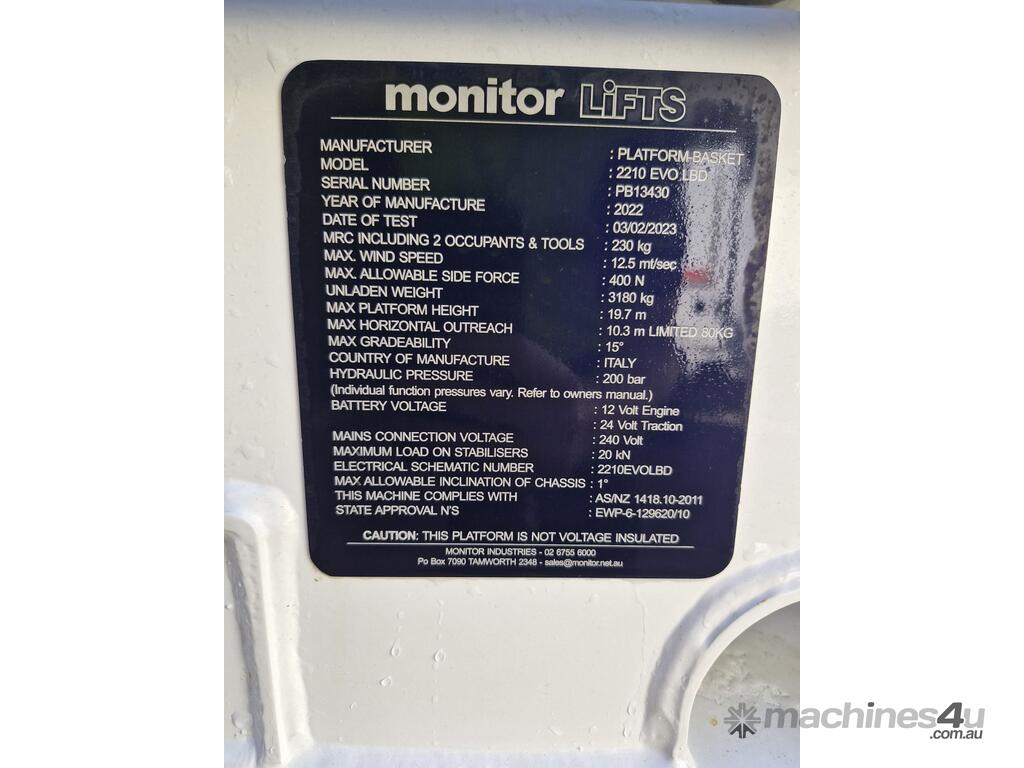 monitor LiFTS
MANUFACTURER : PLATFORM-BASKET
MODEL : 2210 EVO LBD
SERIAL NUMBER : PB13430
YEAR OF MANUFACTURE : 2022
DATE OF TEST : 03/02/2023
MRC INCLUDING 2 OCCUPANTS & TOOLS : 230 kg
MAX. WIND SPEED : 12.5 mt/sec
MAX. ALLOWABLE SIDE FORCE : 400 N
UNLADEN WEIGHT : 3180 kg
MAX PLATFORM HEIGHT : 19.7 m
MAX HORIZONTAL OUTREACH : 10.3 m LIMITED 80KG
MAX GRADEABILITY : 15°
COUNTRY OF MANUFACTURE : ITALY
HYDRAULIC PRESSURE : 200 bar
(Individual function pressures vary. Refer to owners manual.)
BATTERY VOLTAGE : 12 Volt Engine
: 24 Volt Traction
MAINS CONNECTION VOLTAGE : 240 Volt
MAXIMUM LOAD ON STABILISERS : 20 kN
ELECTRICAL SCHEMATIC NUMBER : 2210EVOLBD
MAX ALLOWABLE INCLINATION OF CHASSIS : 1°
THIS MACHINE COMPLIES WITH : AS/NZ 1418.10-2011
STATE APPROVAL N'S : EWP-6-129620/10
CAUTION: THIS PLATFORM IS NOT VOLTAGE INSULATED
MONITOR INDUSTRIES - 02 6755 6000
Po Box 7090 TAMWORTH 2348 - sales@monitor.net.au
machines4u
.com.au